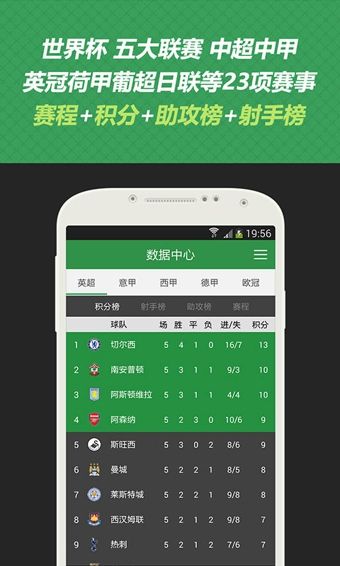 世界杯 五大联赛 中超中甲
英冠荷甲葡超日联等23项赛事
赛程+积分+助攻榜+射手榜
19:56
数据中心
英超 意甲 西甲 德甲 欧冠
积分榜 射手榜 助攻榜 赛程
球队 场 胜 平 负 进/失 积分
1 切尔西 5 4 1 0 16/7 13
2 南安普顿 5 3 1 1 9/4 10
3 阿斯顿维拉 5 3 1 1 4/3 10
4 阿森纳 5 2 3 0 10/6 9
5 斯旺西 5 3 0 2 8/6 9
6 曼城 5 2 2 1 9/6 8
7 莱斯特城 5 2 2 1 9/8 8
8 西汉姆联 5 2 1 2 8/8 7
9 热刺 5 2 1 2 8/6 7